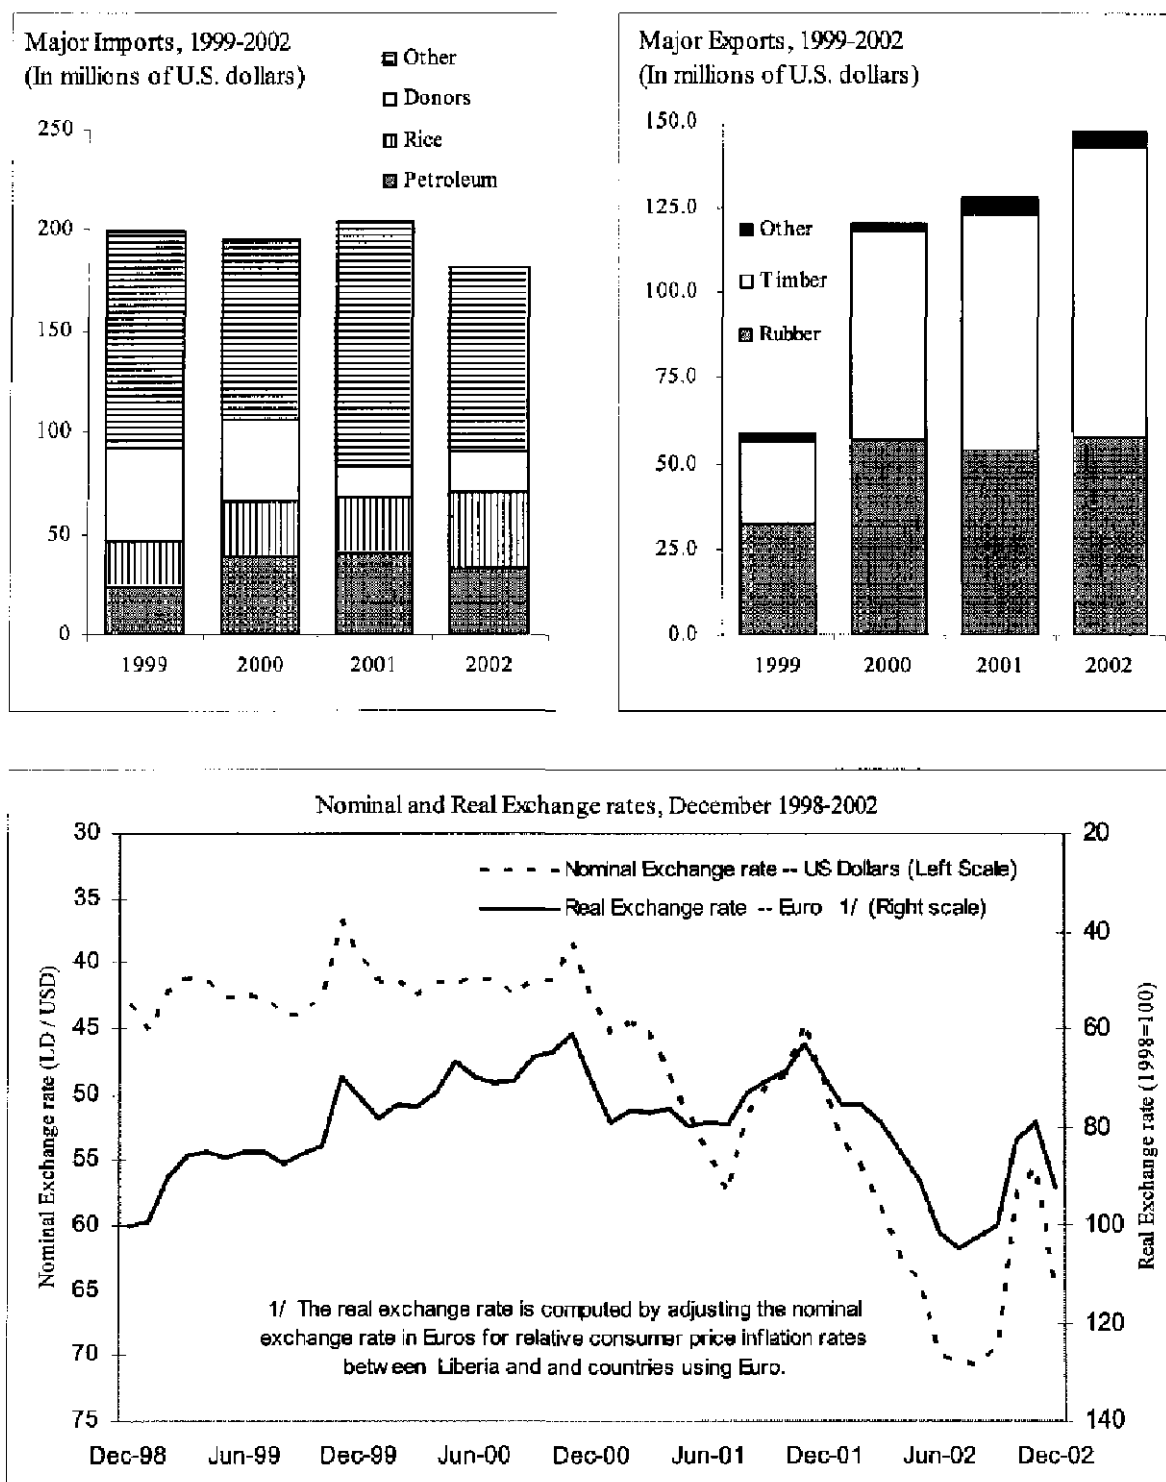 Major Imports, 1999-2002
(In millions of U.S. dollars)
Other
Donors
Rice
Petroleum
250
200
150
100
50
0
1999 2000 2001 2002
Major Exports, 1999-2002
(In millions of U.S. dollars)
150.0
125.0
100.0
75.0
50.0
25.0
0.0
Other
Timber
Rubber
1999 2000 2001 2002
Nominal and Real Exchange rates, December 1998-2002
Nominal Exchange rate -- US Dollars (Left Scale)
Real Exchange rate -- Euro 1/ (Right scale)
Nominal Exchange rate (LD / USD)
30
35
40
45
50
55
60
65
70
75
Real Exchange rate (1998=100)
20
40
60
80
100
120
140
1/ The real exchange rate is computed by adjusting the nominal
exchange rate in Euros for relative consumer price inflation rates
between Liberia and and countries using Euro.
Dec-98 Jun-99 Dec-99 Jun-00 Dec-00 Jun-01 Dec-01 Jun-02 Dec-02